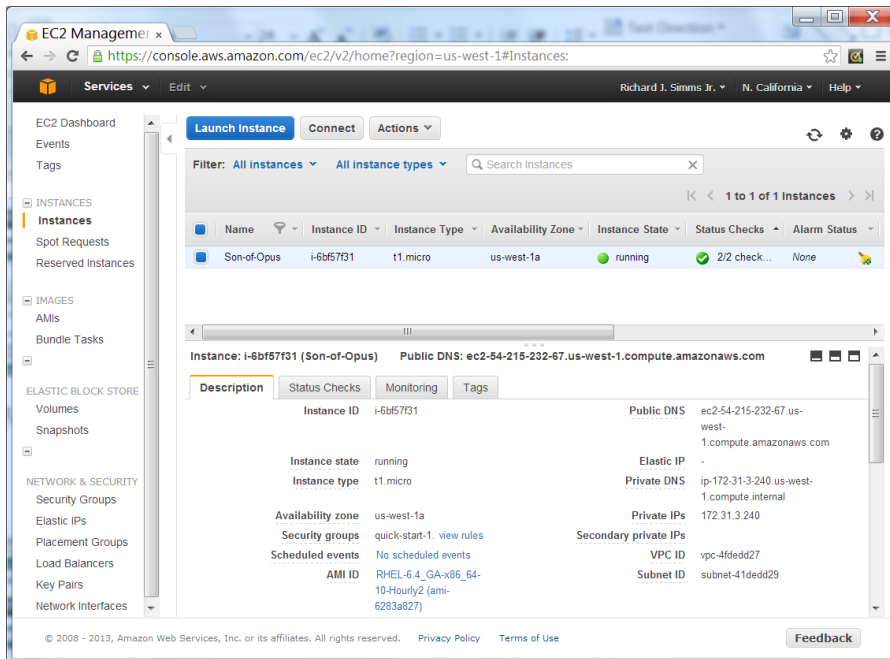 Text Direction
EC2 Managemen
https://console.aws.amazon.com/ec2/v2/home?region=us-west-1#Instances:
Services Edit Richard J. Simms Jr. N. California Help
EC2 Dashboard
Events
Tags
INSTANCES
Instances
Spot Requests
Reserved Instances
IMAGES
AMIs
Bundle Tasks
ELASTIC BLOCK STORE
Volumes
Snapshots
NETWORK & SECURITY
Security Groups
Elastic IPs
Placement Groups
Load Balancers
Key Pairs
Network Interfaces
Launch Instance Connect Actions
Filter: All instances All instance types Search Instances
1 to 1 of 1 Instances
Name Instance ID Instance Type Availability Zone Instance State Status Checks Alarm Status
Son-of-Opus i-6bf57f31 t1.micro us-west-1a running 2/2 check... None
Instance: i-6bf57f31 (Son-of-Opus) Public DNS: ec2-54-215-232-67.us-west-1.compute.amazonaws.com
Description Status Checks Monitoring Tags
Instance ID i-6bf57f31
Instance state running
Instance type t1.micro
Availability zone us-west-1a
Security groups quick-start-1. view rules
Scheduled events No scheduled events
AMI ID RHEL-6.4_GA-x86_64-
10-Hourly2 (ami-
6283a827)
Public DNS ec2-54-215-232-67.us-
west-
1.compute.amazonaws.com
Elastic IP -
Private DNS ip-172-31-3-240.us-west-
1.compute.internal
Private IPs 172.31.3.240
Secondary private IPs
VPC ID vpc-4fdedd27
Subnet ID subnet-41dedd29
© 2008 - 2013, Amazon Web Services, Inc. or its affiliates. All rights reserved. Privacy Policy Terms of Use Feedback